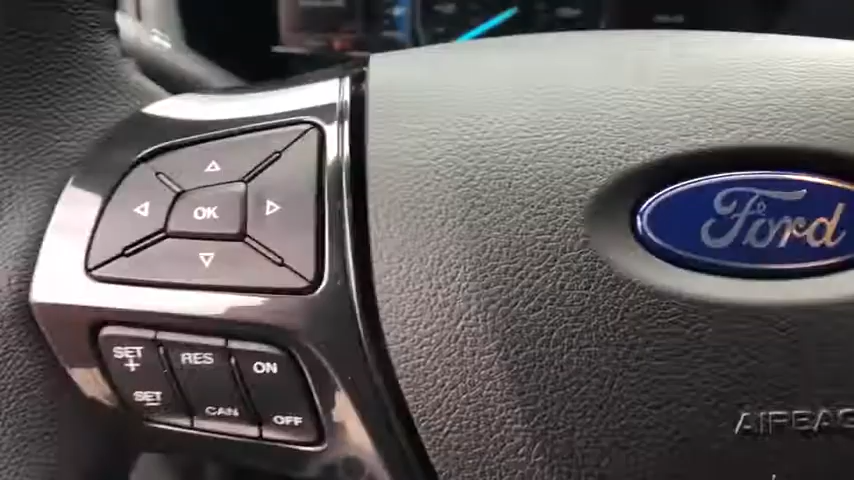 OK
Ford
SET
+
RES
ON
SET
–
CAN
OFF
AIRBAG